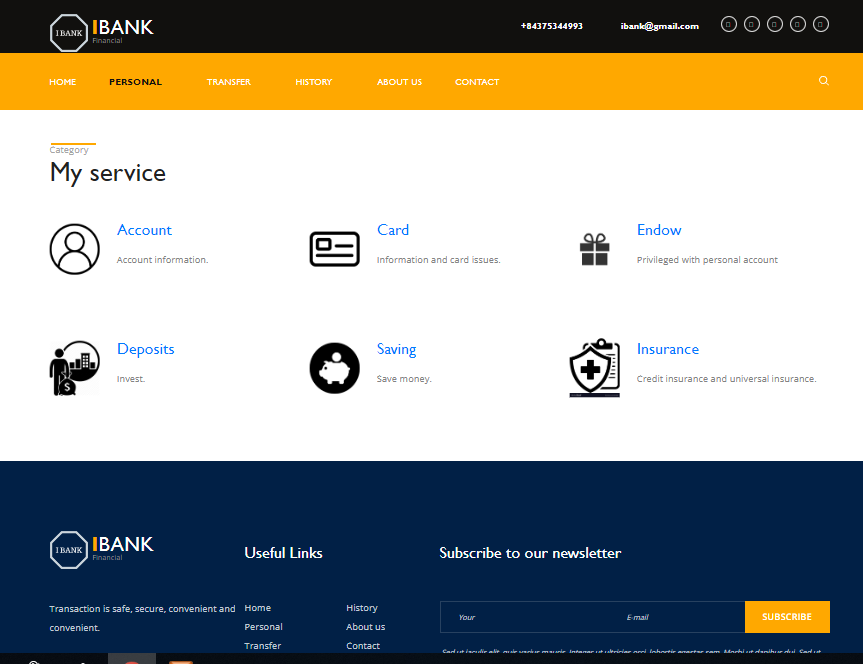 I BANK
IBANK
Financial
+84375344993
ibank@gmail.com
HOME
PERSONAL
TRANSFER
HISTORY
ABOUT US
CONTACT
Category
My service
Account
Account information.
Card
Information and card issues.
Endow
Privileged with personal account
Deposits
Invest.
Saving
Save money.
Insurance
Credit insurance and universal insurance.
I BANK
IBANK
Financial
Transaction is safe, secure, convenient and
convenient.
Useful Links
Home
Personal
Transfer
History
About us
Contact
Subscribe to our newsletter
Your
E-mail
SUBSCRIBE
Sed ut iaculis elit, quis varius mauris. Integer ut ultricies orci, lobortis egestas sem. Morbi ut dapibus dui. Sed ut